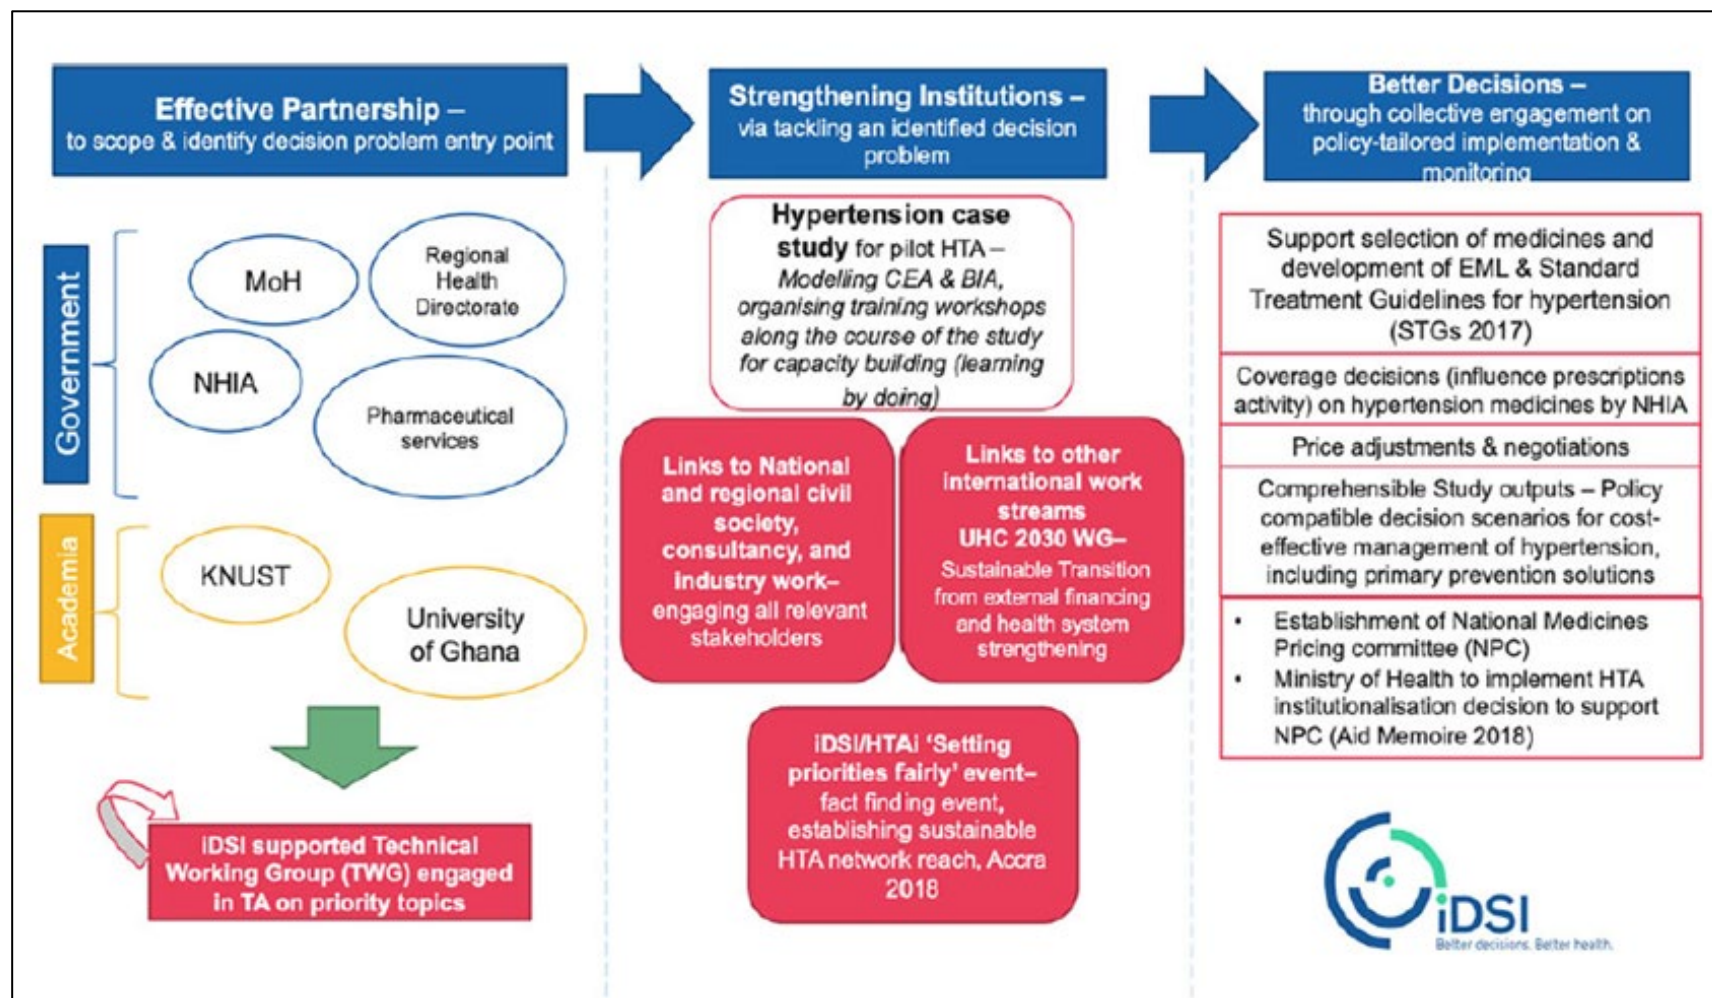 Effective Partnership –
to scope & identify decision problem entry point
Government
MoH
Regional
Health
Directorate
NHIA
Pharmaceutical
services
Academia
KNUST
University
of Ghana
iDSI supported Technical
Working Group (TWG) engaged
in TA on priority topics
Strengthening Institutions –
via tackling an identified decision
problem
Hypertension case
study for pilot HTA –
Modelling CEA & BIA,
organising training workshops
along the course of the study
for capacity building (learning
by doing)
Links to National
and regional civil
society,
consultancy, and
industry work–
engaging all relevant
stakeholders
Links to other
international work
streams
UHC 2030 WG–
Sustainable Transition
from external financing
and health system
strengthening
iDSI/HTAi ‘Setting
priorities fairly’ event–
fact finding event,
establishing sustainable
HTA network reach, Accra
2018
Better Decisions –
through collective engagement on
policy-tailored implementation &
monitoring
Support selection of medicines and
development of EML & Standard
Treatment Guidelines for hypertension
(STGs 2017)
Coverage decisions (influence prescriptions
activity) on hypertension medicines by NHIA
Price adjustments & negotiations
Comprehensible Study outputs – Policy
compatible decision scenarios for cost-
effective management of hypertension,
including primary prevention solutions
• Establishment of National Medicines
Pricing committee (NPC)
• Ministry of Health to implement HTA
institutionalisation decision to support
NPC (Aid Memoire 2018)
iDSI
Better decisions. Better health.